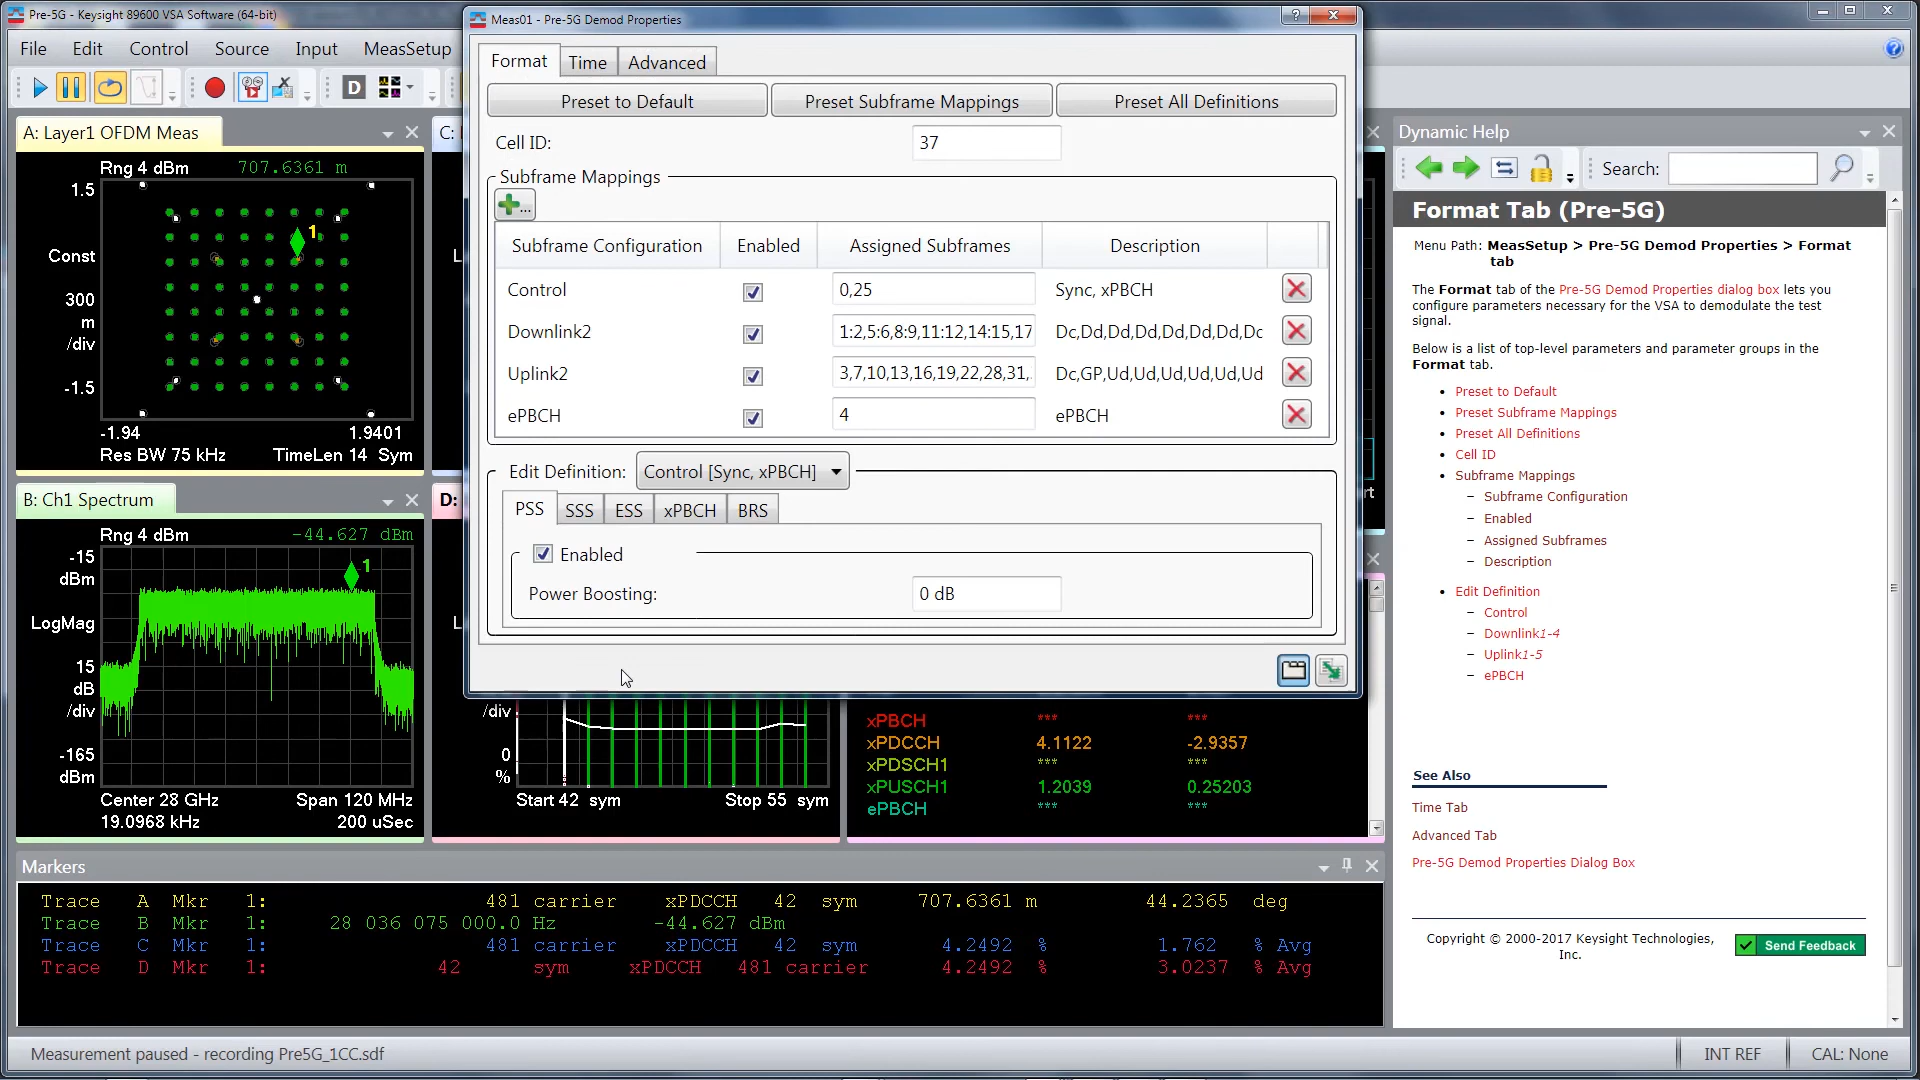 Pre-5G - Keysight 89600 VSA Software (64-bit)
File Edit Control Source Input MeasSetup
D
A: Layer1 OFDM Meas
Rng 4 dBm 707.6361 m
1.5
1
Const
300
m
/div
-1.5
-1.94 1.9401
Res BW 75 kHz TimeLen 14 Sym
C:
B: Ch1 Spectrum
Rng 4 dBm -44.627 dBm
-15
dBm
1
LogMag
15
dB
/div
-165
dBm
Center 28 GHz Span 120 MHz
19.0968 kHz 200 uSec
D:
/div
0
%
Start 42 sym Stop 55 sym
xPBCH *** ***
xPDCCH 4.1122 -2.9357
xPDSCH1 *** ***
xPUSCH1 1.2039 0.25203
ePBCH *** ***
Meas01 - Pre-5G Demod Properties
Format Time Advanced
Preset to Default Preset Subframe Mappings Preset All Definitions
Cell ID: 37
Subframe Mappings
...
Subframe Configuration Enabled Assigned Subframes Description
Control 0,25 Sync, xPBCH
Downlink2 1:2,5:6,8:9,11:12,14:15,17 Dc,Dd,Dd,Dd,Dd,Dd,Dd,Dc
Uplink2 3,7,10,13,16,19,22,28,31, Dc,GP,Ud,Ud,Ud,Ud,Ud,Ud
ePBCH 4 ePBCH
Edit Definition: Control [Sync, xPBCH]
PSS SSS ESS xPBCH BRS
Enabled
Power Boosting: 0 dB
Markers
Trace A Mkr 1: 481 carrier xPDCCH 42 sym 707.6361 m 44.2365 deg
Trace B Mkr 1: 28 036 075 000.0 Hz -44.627 dBm
Trace C Mkr 1: 481 carrier xPDCCH 42 sym 4.2492 % 1.762 % Avg
Trace D Mkr 1: 42 sym xPDCCH 481 carrier 4.2492 % 3.0237 % Avg
Measurement paused - recording Pre5G_1CC.sdf INT REF CAL: None
Dynamic Help
Search:
Format Tab (Pre-5G)
Menu Path: MeasSetup > Pre-5G Demod Properties > Format
tab
The Format tab of the Pre-5G Demod Properties dialog box lets you
configure parameters necessary for the VSA to demodulate the test
signal.
Below is a list of top-level parameters and parameter groups in the
Format tab.
• Preset to Default
• Preset Subframe Mappings
• Preset All Definitions
• Cell ID
• Subframe Mappings
– Subframe Configuration
– Enabled
– Assigned Subframes
– Description
• Edit Definition
– Control
– Downlink1-4
– Uplink1-5
– ePBCH
See Also
Time Tab
Advanced Tab
Pre-5G Demod Properties Dialog Box
Copyright © 2000-2017 Keysight Technologies,
Inc.
Send Feedback